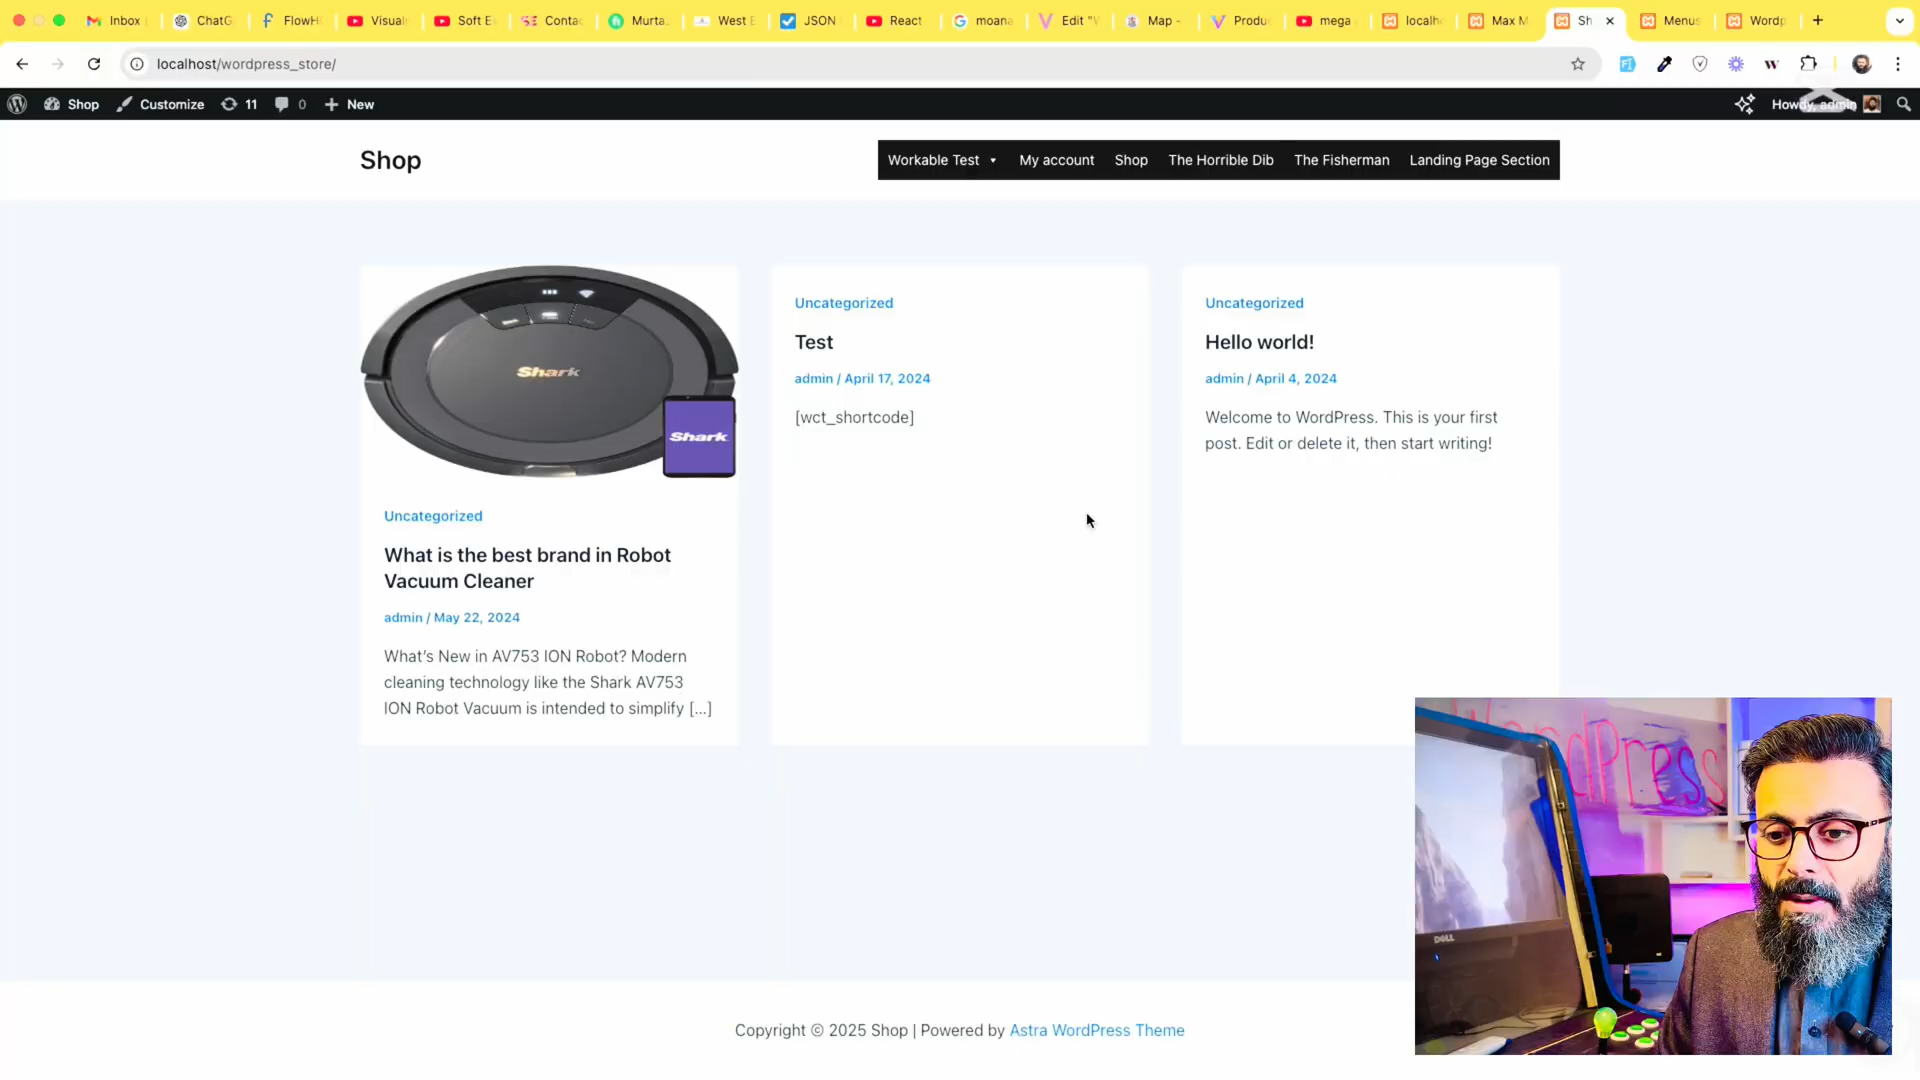 Inbox
ChatG
FlowH
Visual
Soft E
Contac
Murta
West E
JSON
React
moana
Edit "V
Map -
Produ
mega
localh
Max M
Sh
Menus
Wordp
localhost/wordpress_store/
Shop
Customize
11
0
New
Howdy, admin
Shop
Workable Test
My account
Shop
The Horrible Dib
The Fisherman
Landing Page Section
Shark
Shark
Uncategorized
What is the best brand in Robot
Vacuum Cleaner
admin / May 22, 2024
What's New in AV753 ION Robot? Modern
cleaning technology like the Shark AV753
ION Robot Vacuum is intended to simplify [...]
Uncategorized
Test
admin / April 17, 2024
[wct_shortcode]
Uncategorized
Hello world!
admin / April 4, 2024
Welcome to WordPress. This is your first
post. Edit or delete it, then start writing!
WordPress
DELL
Copyright © 2025 Shop | Powered by Astra WordPress Theme